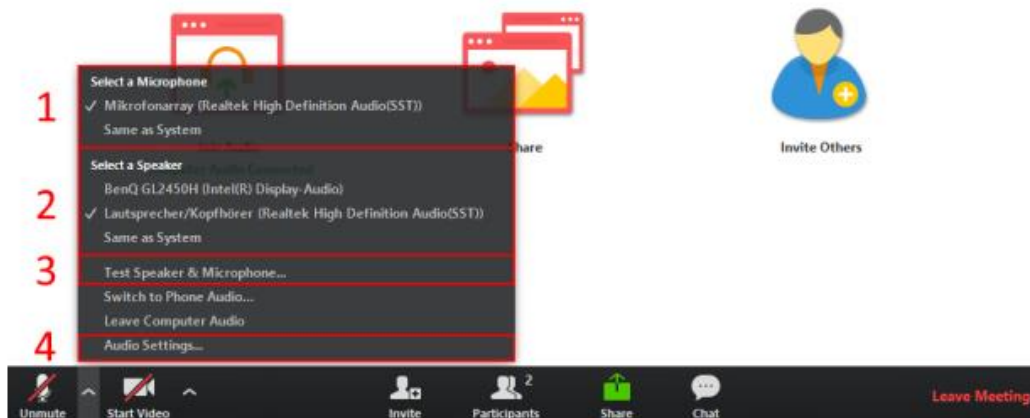 1
Select a Microphone
✓ Mikrofonarray (Realtek High Definition Audio(SST))
Same as System
hare
Invite Others
2
Select a Speaker
BenQ GL2450H (Intel(R) Display-Audio)
✓ Lautsprecher/Kopfhörer (Realtek High Definition Audio(SST))
Same as System
3
Test Speaker & Microphone...
Switch to Phone Audio...
Leave Computer Audio
4
Audio Settings...
Unmute
Start Video
Invite
Participants
2
Share
Chat
Leave Meeting